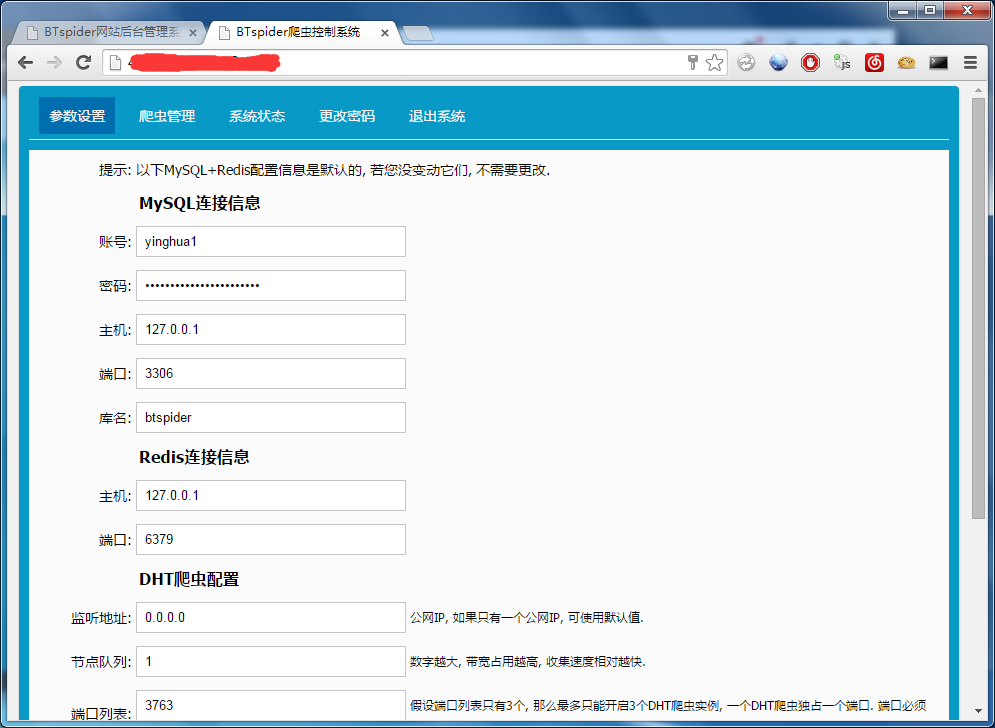 BTspider网站后台管理系
BTspider爬虫控制系统
参数设置 爬虫管理 系统状态 更改密码 退出系统
提示: 以下MySQL+Redis配置信息是默认的, 若您没变动它们, 不需要更改.
MySQL连接信息
账号: yinghua1
密码: •••••••••••••••••••••••
主机: 127.0.0.1
端口: 3306
库名: btspider
Redis连接信息
主机: 127.0.0.1
端口: 6379
DHT爬虫配置
监听地址: 0.0.0.0 公网IP, 如果只有一个公网IP, 可使用默认值.
节点队列: 1 数字越大, 带宽占用越高, 收集速度相对越快.
端口列表: 3763 假设端口列表只有3个, 那么最多只能开启3个DHT爬虫实例, 一个DHT爬虫独占一个端口. 端口必须